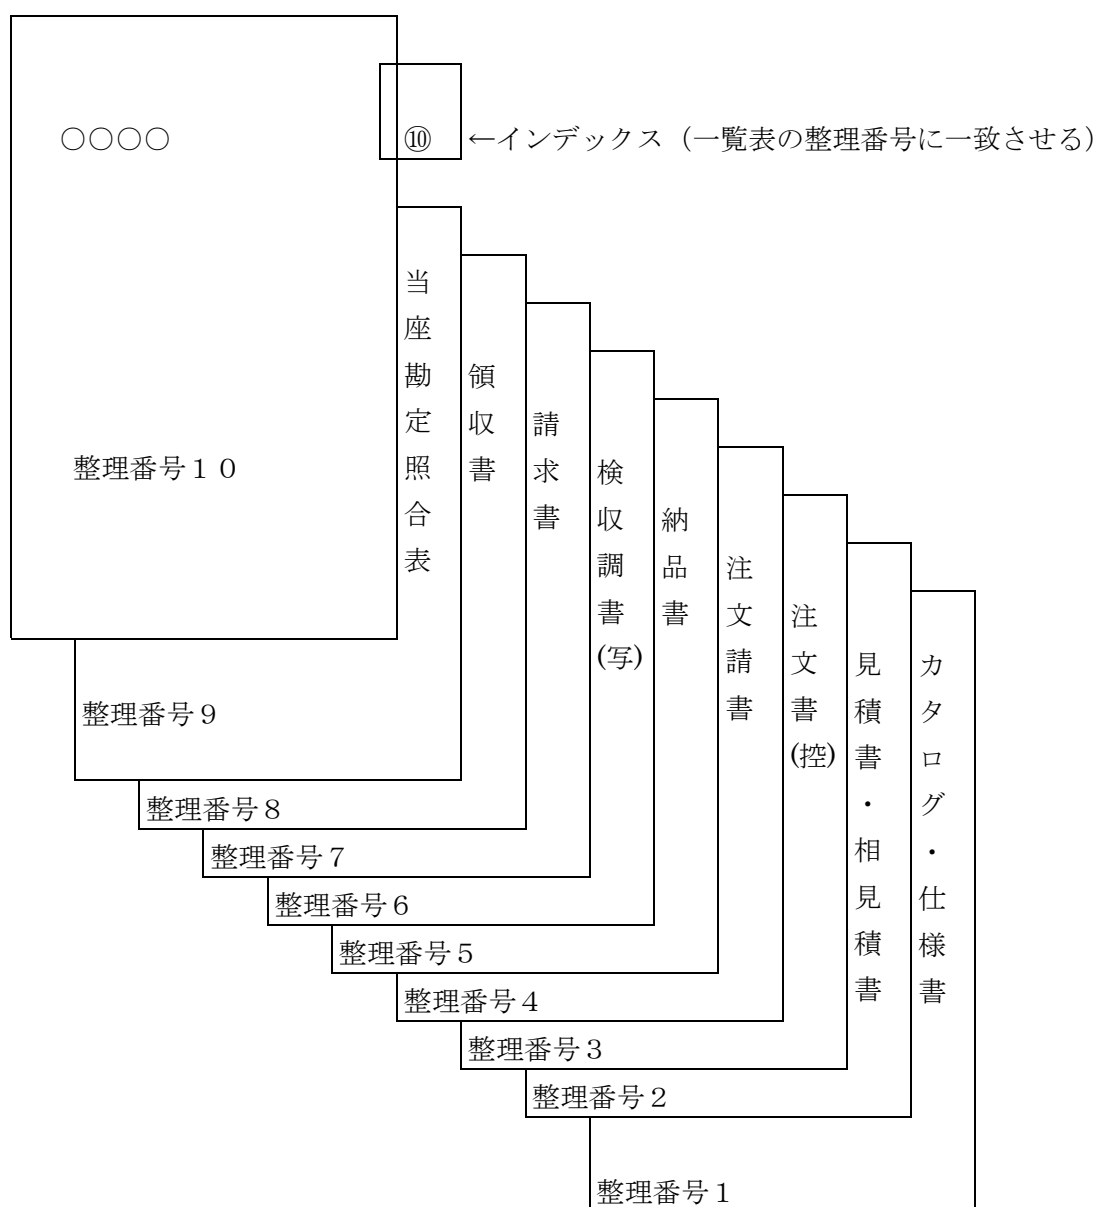 ○○○○
⑩
←インデックス（一覧表の整理番号に一致させる）
整理番号１０
当座勘定照合表
整理番号９
領収書
整理番号８
請求書
整理番号７
検収調書(写)
整理番号６
納品書
整理番号５
注文請書
整理番号４
注文書(控)
整理番号３
見積書・相見積書
整理番号２
カタログ・仕様書
整理番号１